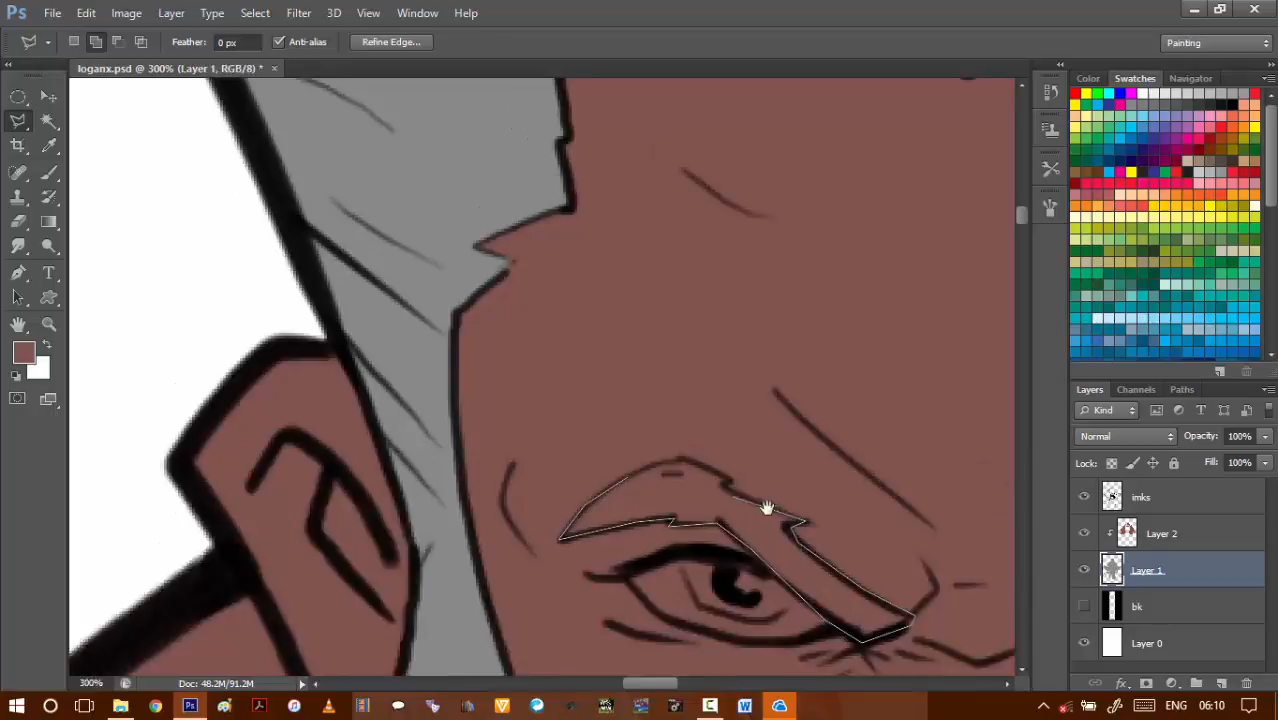 Ps File Edit Image Layer Type Select Filter 3D View Window Help
Feather: 0 px Anti-alias Refine Edge... Painting
loganx.psd @ 300% (Layer 1, RGB/8) * ×
Color Swatches Navigator
Layers Channels Paths
Kind
Normal Opacity: 100%
Lock: Fill: 100%
imks
Layer 2
Layer 1
bk
Layer 0
300% Doc: 48.2M/91.2M
fx
Ps W ENG 06:10